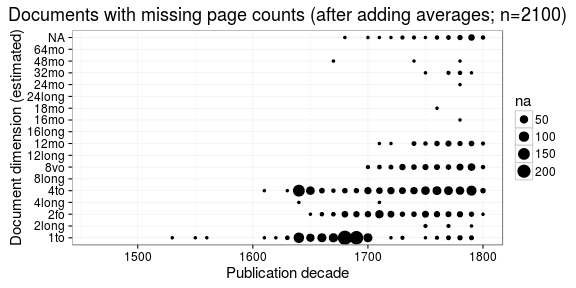 Documents with missing page counts (after adding averages; n=2100)
Document dimension (estimated)
NA
64mo
48mo
32mo
24mo
24long
18mo
16mo
16long
12mo
12long
8vo
8long
4to
4long
2fo
2long
1to
1500
1600
1700
1800
Publication decade
na
50
100
150
200